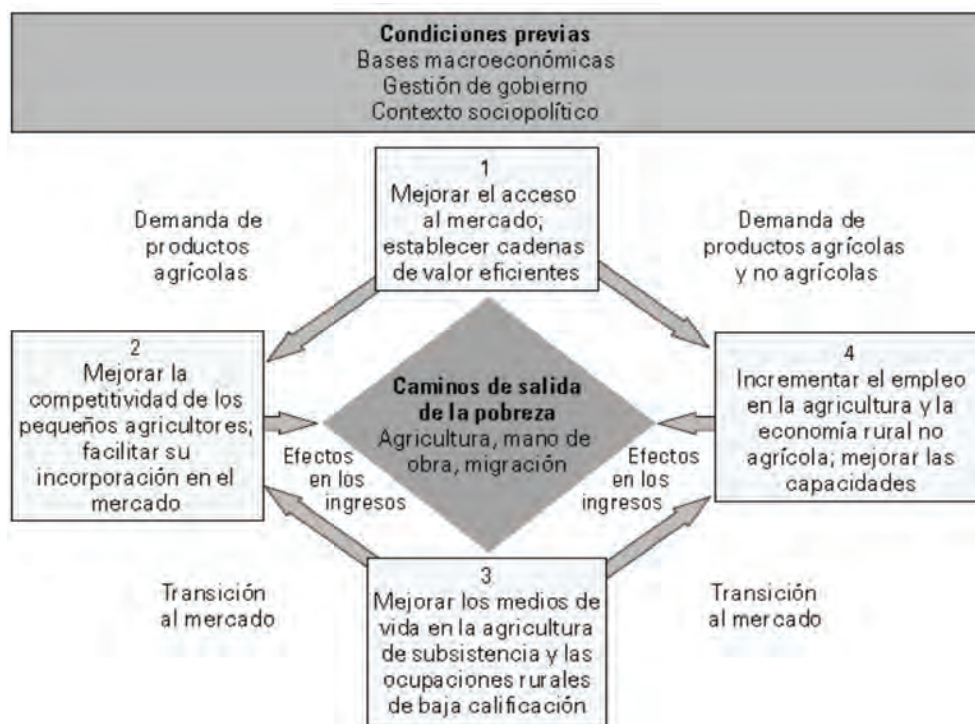 Condiciones previas
Bases macroeconómicas
Gestión de gobierno
Contexto sociopolítico
1
Mejorar el acceso
al mercado;
establecer cadenas
de valor eficientes
Demanda de
productos
agrícolas
Demanda de
productos agrícolas
y no agrícolas
2
Mejorar la
competitividad de los
pequeños agricultores;
facilitar su
incorporación en el
mercado
Caminos de salida
de la pobreza
Agricultura, mano de
obra, migración
4
Incrementar el empleo
en la agricultura y la
economía rural no
agrícola; mejorar las
capacidades
Efectos
en los
ingresos
Efectos
en los
ingresos
Transición
al mercado
3
Mejorar los medios de
vida en la agricultura
de subsistencia y las
ocupaciones rurales
de baja calificación
Transición
al mercado